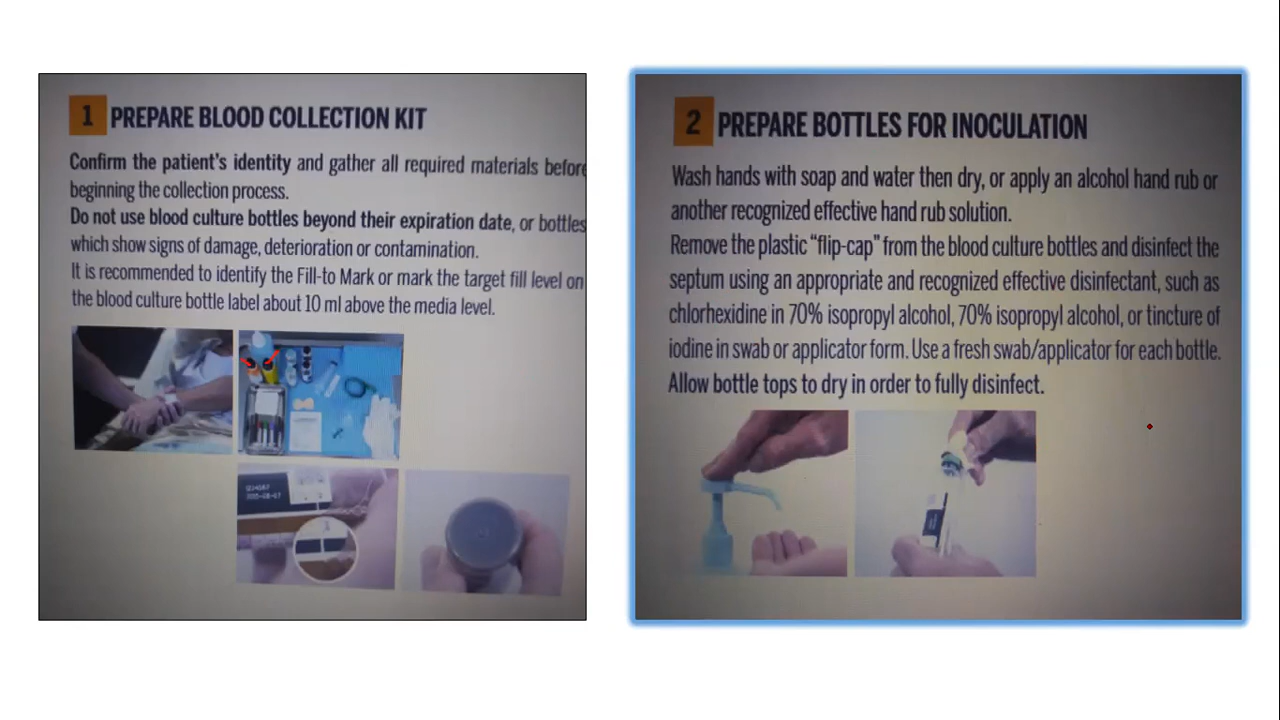 1 PREPARE BLOOD COLLECTION KIT
Confirm the patient's identity and gather all required materials before
beginning the collection process.
Do not use blood culture bottles beyond their expiration date, or bottles
which show signs of damage, deterioration or contamination.
It is recommended to identify the Fill-to Mark or mark the target fill level on
the blood culture bottle label about 10 ml above the media level.
2 PREPARE BOTTLES FOR INOCULATION
Wash hands with soap and water then dry, or apply an alcohol hand rub or
another recognized effective hand rub solution.
Remove the plastic “flip-cap” from the blood culture bottles and disinfect the
septum using an appropriate and recognized effective disinfectant, such as
chlorhexidine in 70% isopropyl alcohol, 70% isopropyl alcohol, or tincture of
iodine in swab or applicator form. Use a fresh swab/applicator for each bottle.
Allow bottle tops to dry in order to fully disinfect.